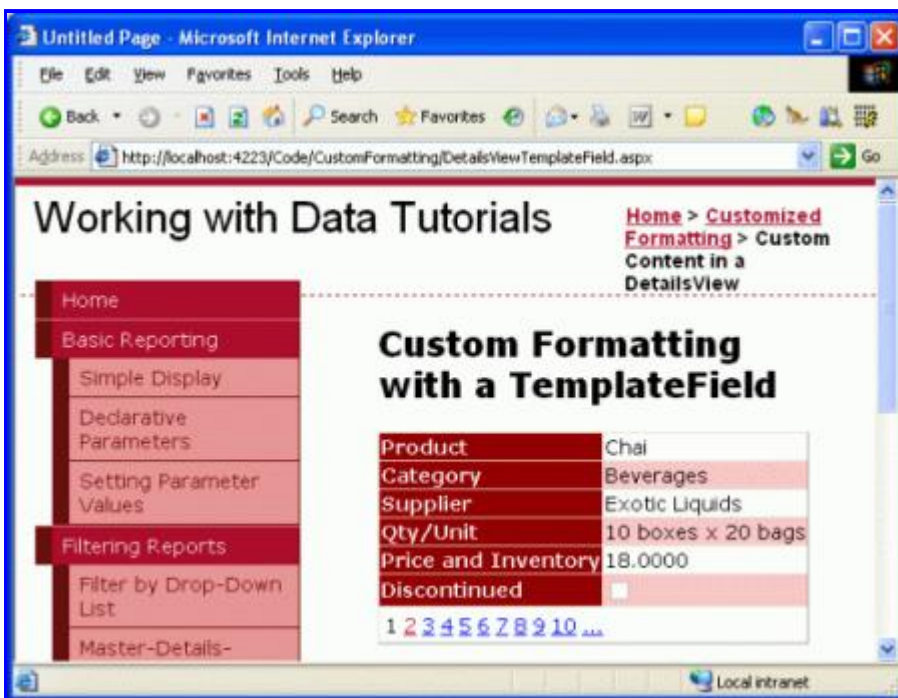 Untitled Page - Microsoft Internet Explorer
File Edit View Favorites Tools Help
Back Search Favorites
Address http://localhost:4223/Code/CustomFormatting/DetailsViewTemplateField.aspx Go
Working with Data Tutorials
Home > Customized
Formatting > Custom
Content in a
DetailsView
Home
Basic Reporting
Simple Display
Declarative
Parameters
Setting Parameter
Values
Filtering Reports
Filter by Drop-Down
List
Master-Details-
Custom Formatting
with a TemplateField
Product Chai
Category Beverages
Supplier Exotic Liquids
Qty/Unit 10 boxes x 20 bags
Price and Inventory 18.0000
Discontinued
1 2 3 4 5 6 7 8 9 10 ...
Local intranet